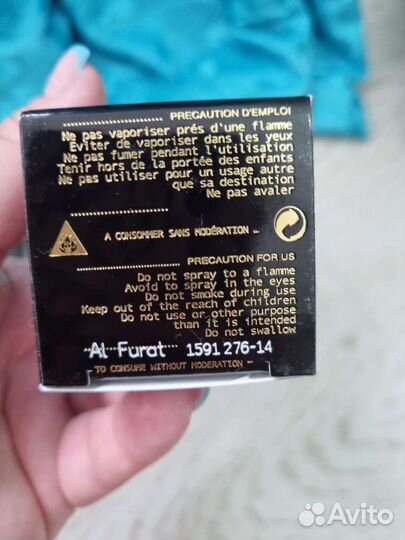 PRECAUTION D'EMPLOI
Ne pas vaporiser prés d'une flamme
Éviter de vaporiser dans les yeux
Ne pas fumer pendant l'utilisation
Tenir hors de la portée des enfants
Ne pas utiliser pour un usage autre
que sa destination
Ne pas avaler
A CONSOMMER SANS MODÉRATION ...
PRECAUTION FOR US
Do not spray to a flamme
Avoid to spray in the eyes
Do not smoke during use
Keep out of the reach of children
Do not use or other purpose
than it is intended
Do not swallow
Al Furat 1591 276-14
TO CONSUME WITHOUT MODERATION ...
Avito